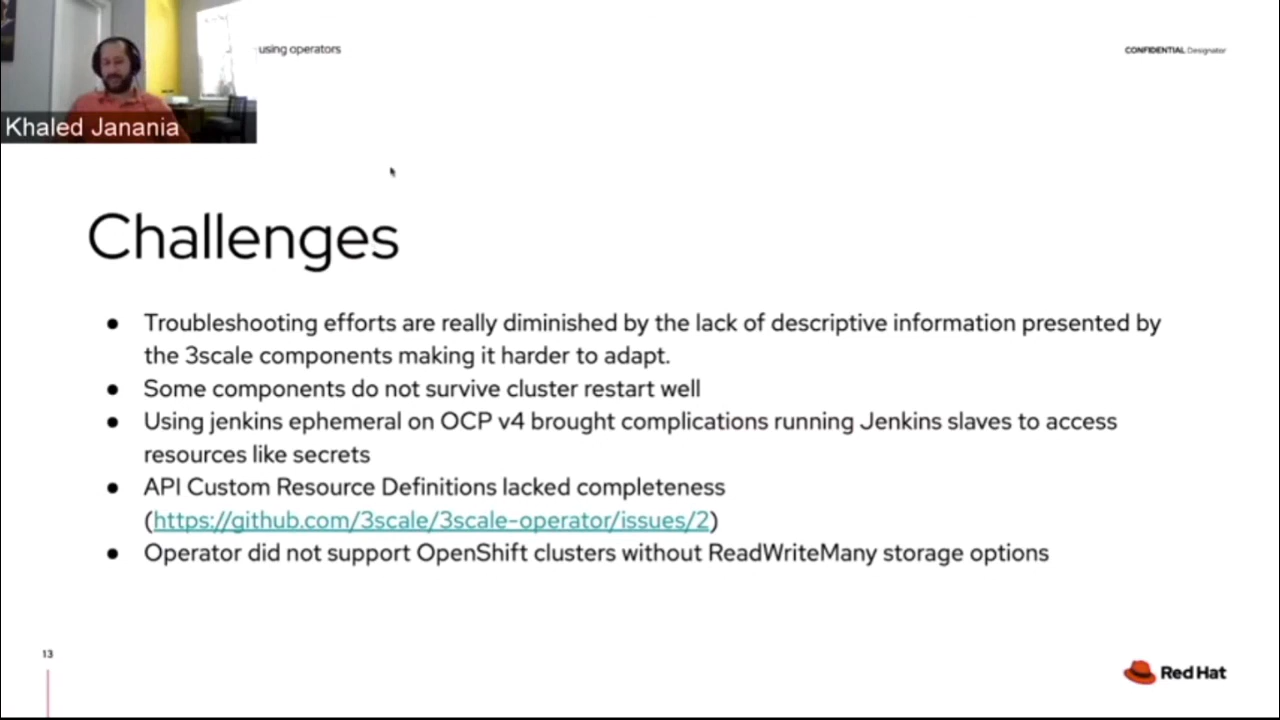 using operators
CONFIDENTIAL Designator
Khaled Janania
Challenges
● Troubleshooting efforts are really diminished by the lack of descriptive information presented by
the 3scale components making it harder to adapt.
● Some components do not survive cluster restart well
● Using jenkins ephemeral on OCP v4 brought complications running Jenkins slaves to access
resources like secrets
● API Custom Resource Definitions lacked completeness
(https://github.com/3scale/3scale-operator/issues/2)
● Operator did not support OpenShift clusters without ReadWriteMany storage options
13
Red Hat